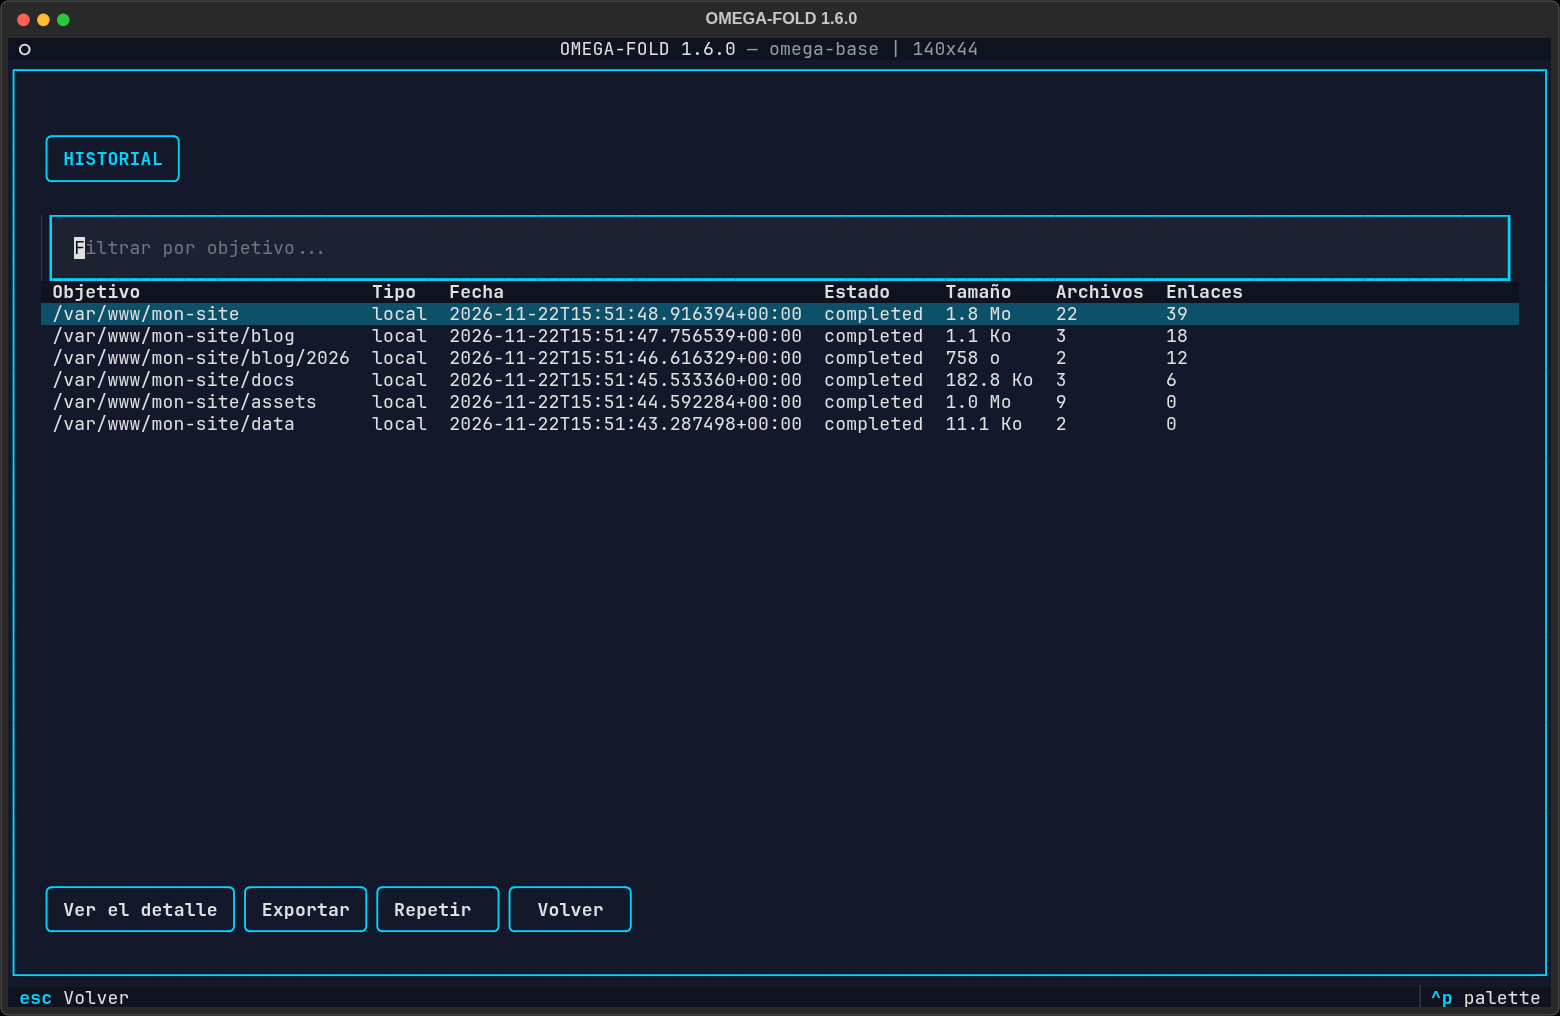 OMEGA-FOLD 1.6.0
OMEGA-FOLD 1.6.0 — omega-base | 140x44
HISTORIAL
Filtrar por objetivo...
Objetivo Tipo Fecha Estado Tamaño Archivos Enlaces
/var/www/mon-site local 2026-11-22T15:51:48.916394+00:00 completed 1.8 Mo 22 39
/var/www/mon-site/blog local 2026-11-22T15:51:47.756539+00:00 completed 1.1 Ko 3 18
/var/www/mon-site/blog/2026 local 2026-11-22T15:51:46.616329+00:00 completed 758 o 2 12
/var/www/mon-site/docs local 2026-11-22T15:51:45.533360+00:00 completed 182.8 Ko 3 6
/var/www/mon-site/assets local 2026-11-22T15:51:44.592284+00:00 completed 1.0 Mo 9 0
/var/www/mon-site/data local 2026-11-22T15:51:43.287498+00:00 completed 11.1 Ko 2 0
Ver el detalle Exportar Repetir Volver
esc Volver ^p palette